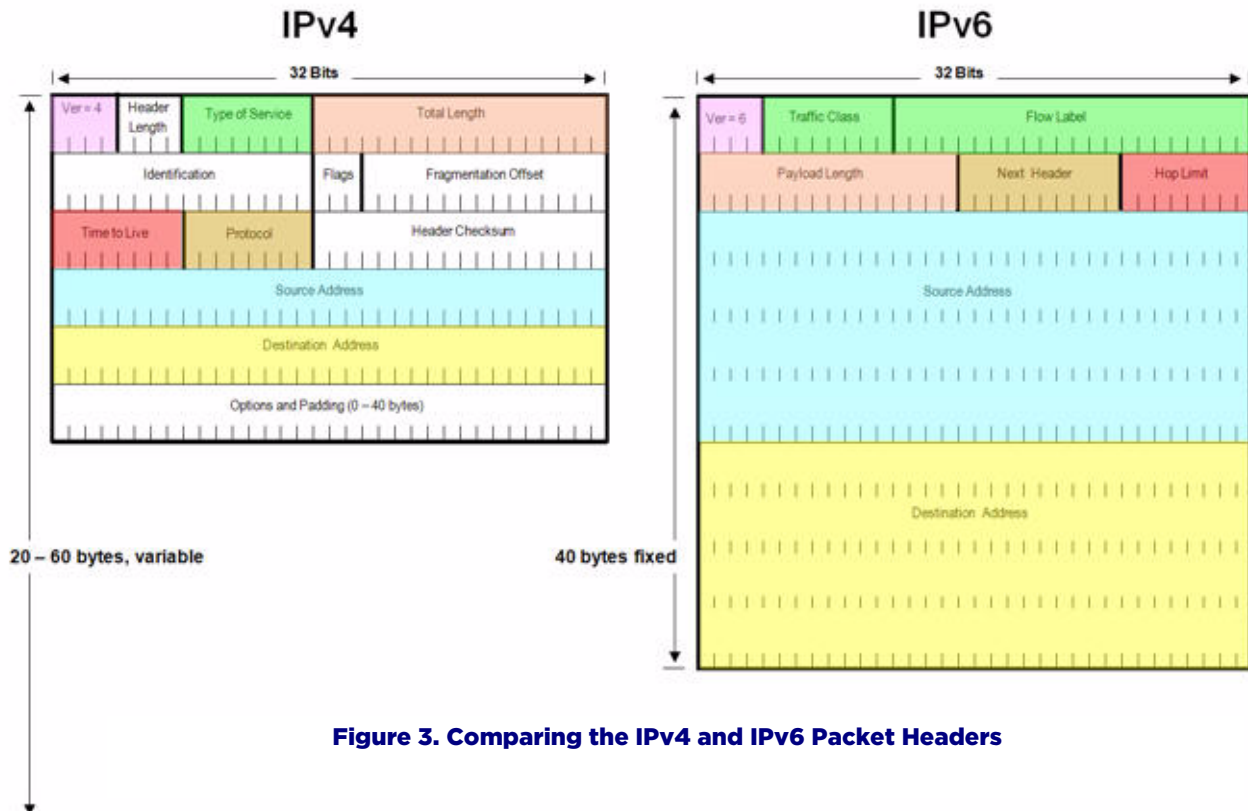 IPv4
32 Bits
Ver = 4
Header Length
Type of Service
Total Length
Identification
Flags
Fragmentation Offset
Time to Live
Protocol
Header Checksum
Source Address
Destination Address
Options and Padding (0 – 40 bytes)
20 – 60 bytes, variable
IPv6
32 Bits
Ver = 6
Traffic Class
Flow Label
Payload Length
Next Header
Hop Limit
Source Address
Destination Address
40 bytes fixed
Figure 3. Comparing the IPv4 and IPv6 Packet Headers